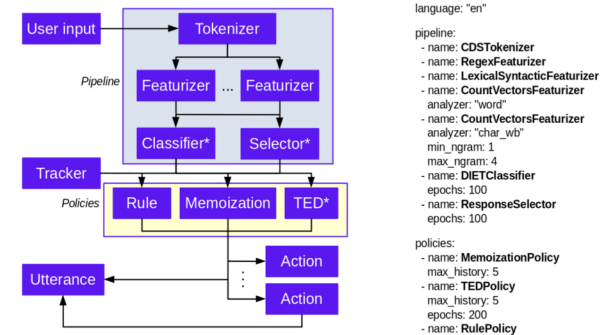 User input
Tokenizer
Pipeline
Featurizer
...
Featurizer
Classifier*
Selector*
Tracker
Policies
Rule
Memoization
TED*
Action
Utterance
Action
language: "en"
pipeline:
- name: CDSTokenizer
- name: RegexFeaturizer
- name: LexicalSyntacticFeaturizer
- name: CountVectorsFeaturizer
analyzer: "word"
- name: CountVectorsFeaturizer
analyzer: "char_wb"
min_ngram: 1
max_ngram: 4
- name: DIETClassifier
epochs: 100
- name: ResponseSelector
epochs: 100
policies:
- name: MemoizationPolicy
max_history: 5
- name: TEDPolicy
max_history: 5
epochs: 200
- name: RulePolicy